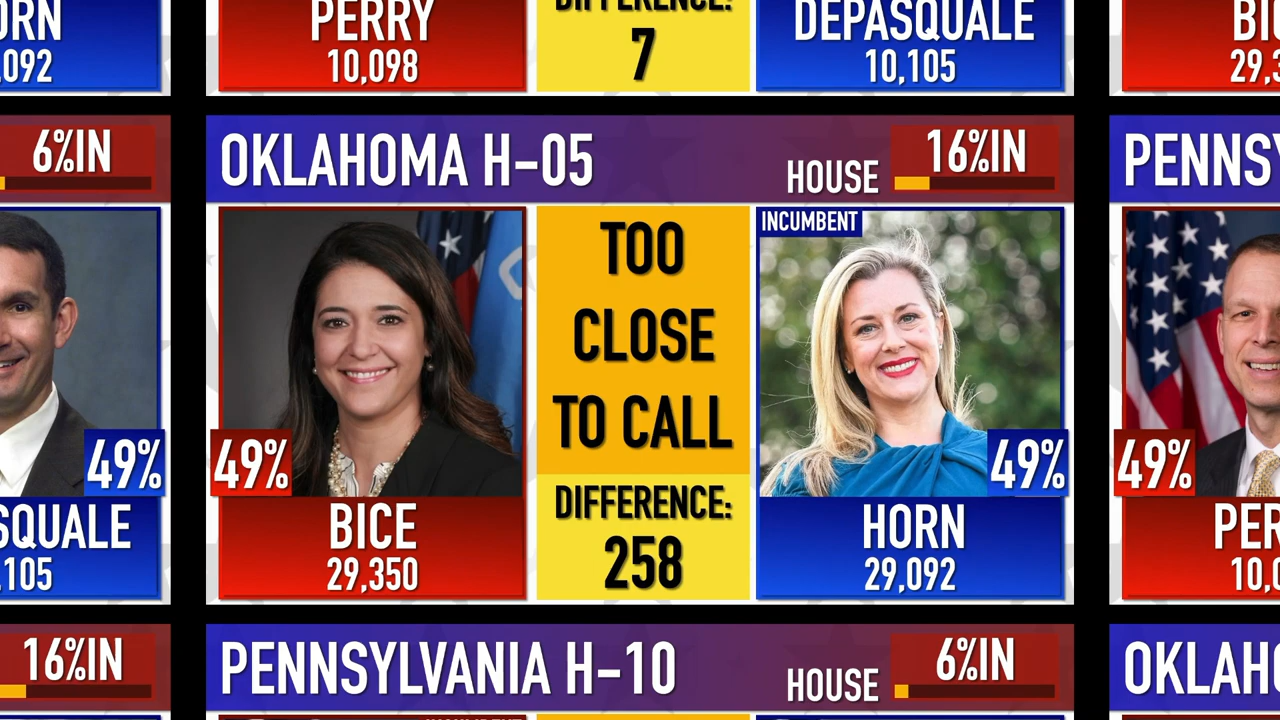 DIFFERENCE:
PERRY
7
DEPASQUALE
10,098
10,105
6%IN
OKLAHOMA H-05
HOUSE
16%IN
INCUMBENT
TOO
CLOSE
TO CALL
49%
49%
49%
49%
DIFFERENCE:
BICE
258
HORN
29,350
29,092
16%IN
PENNSYLVANIA H-10
HOUSE
6%IN